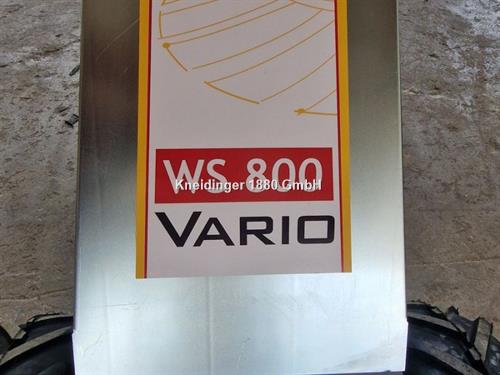 WS 800
Kneidinger 1880 GmbH
VARIO